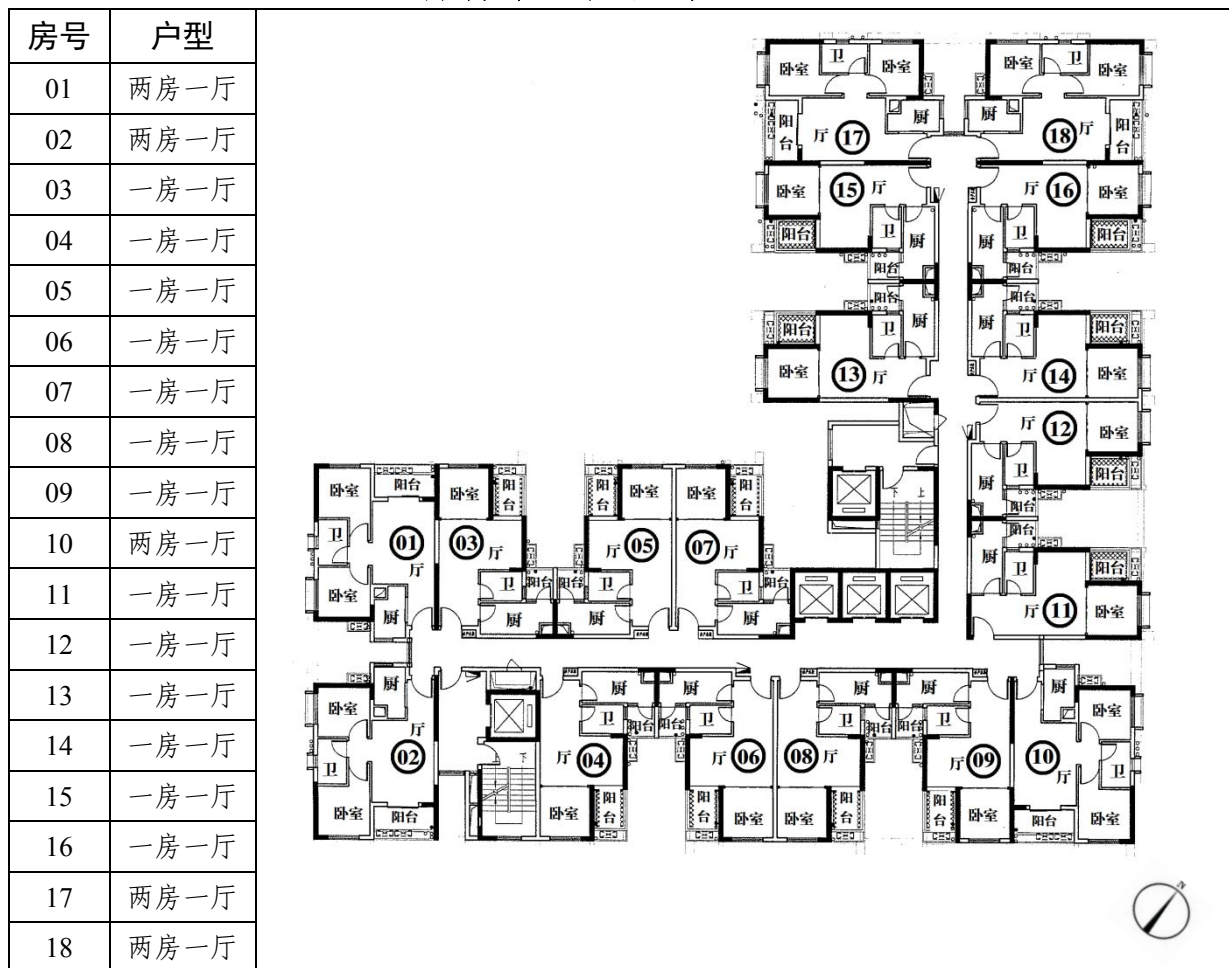 房号 户型
01 两房一厅
02 两房一厅
03 一房一厅
04 一房一厅
05 一房一厅
06 一房一厅
07 一房一厅
08 一房一厅
09 一房一厅
10 两房一厅
11 一房一厅
12 一房一厅
13 一房一厅
14 一房一厅
15 一房一厅
16 一房一厅
17 两房一厅
18 两房一厅
卧室 卫 卧室 卧室 卫 卧室
阳台 厅 17 厨 厨 18 厅 阳台
卧室 15 厅 厅 16 卧室
阳台 卫 厨 厨 卫 阳台
阳台 阳台
阳台 阳台
阳台 卫 厨 厨 卫 阳台
卧室 13 厅 厅 14 卧室
厅 12 卧室
厨 卫 阳台
阳台
阳台
厨 卫 阳台
厅 11 卧室
下 上
卧室 阳台 卧室 阳台 阳台 卧室 卧室 阳台
卫 01 03 厅 厅 05 07 厅
厅
卧室 厨 卫 阳台 阳台 卫 卫 阳台
厨 厨 厨
厨 厨 厨 厨 厨 厨
卧室 厅 卫 阳台 阳台 卫 卫 阳台 阳台 卫 卧室
卫 02 下 厅 04 厅 06 08 厅 厅 09 10 厅 卫
卧室 阳台 卧室 阳台 阳台 卧室 卧室 阳台 阳台 卧室 阳台 卧室
N